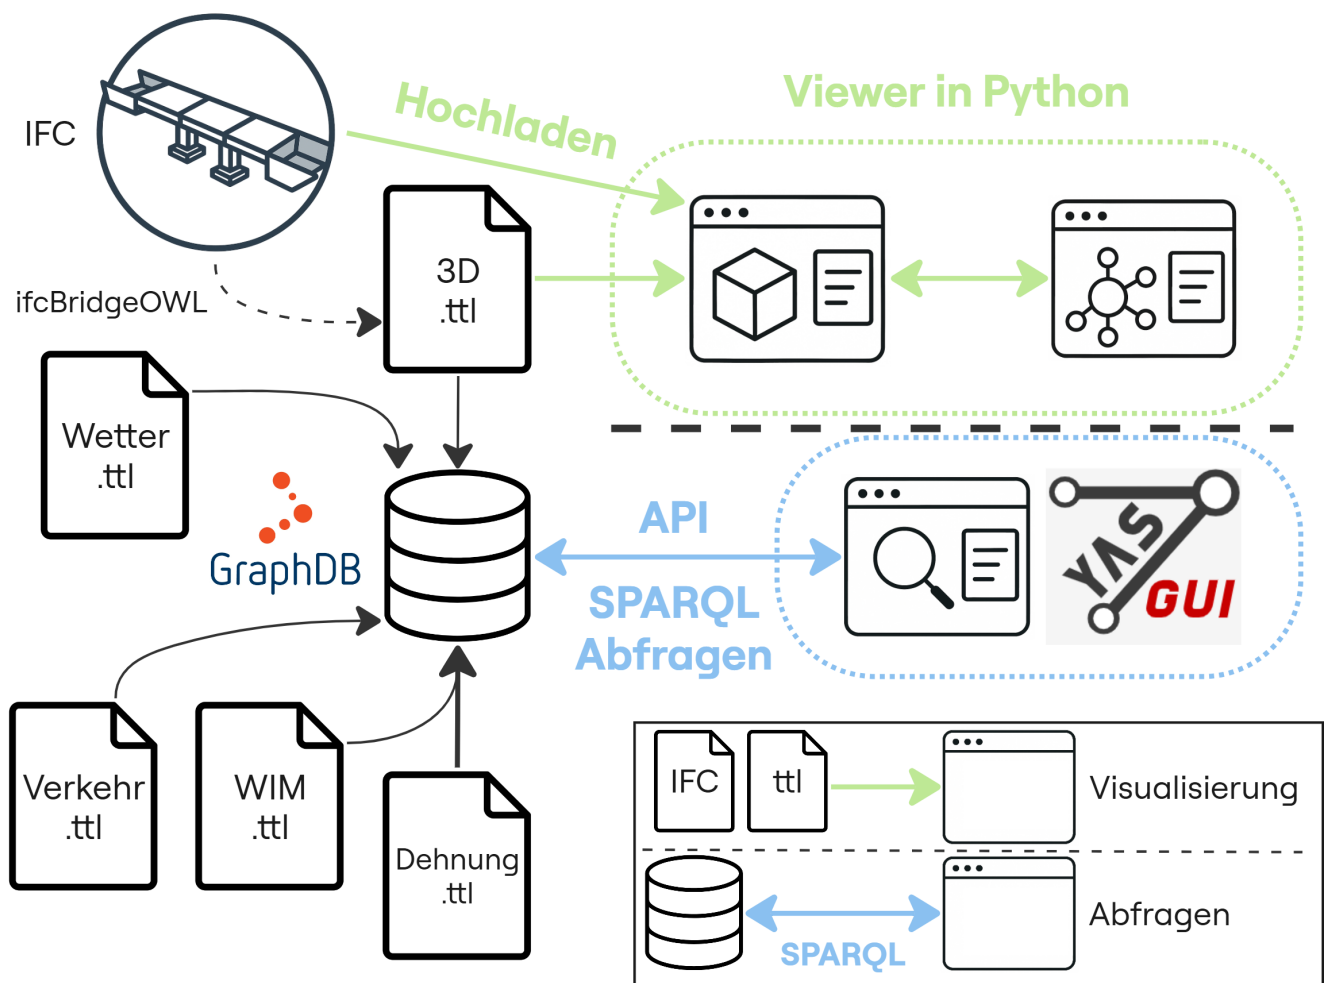 IFC
Hochladen
Viewer in Python
3D
.ttl
ifcBridgeOWL
Wetter
.ttl
GraphDB
API
SPARQL
Abfragen
YAS
GUI
Verkehr
.ttl
WIM
.ttl
Dehnung
.ttl
IFC
ttl
Visualisierung
SPARQL
Abfragen